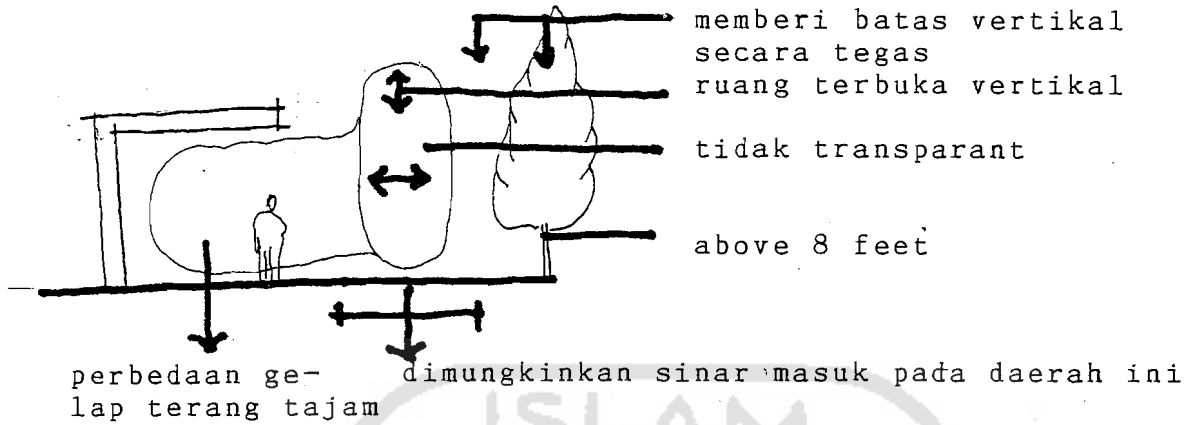 memberi batas vertikal
secara tegas
ruang terbuka vertikal
tidak transparant
above 8 feet
perbedaan ge-
lap terang tajam
dimungkinkan sinar masuk pada daerah ini
ISLAM